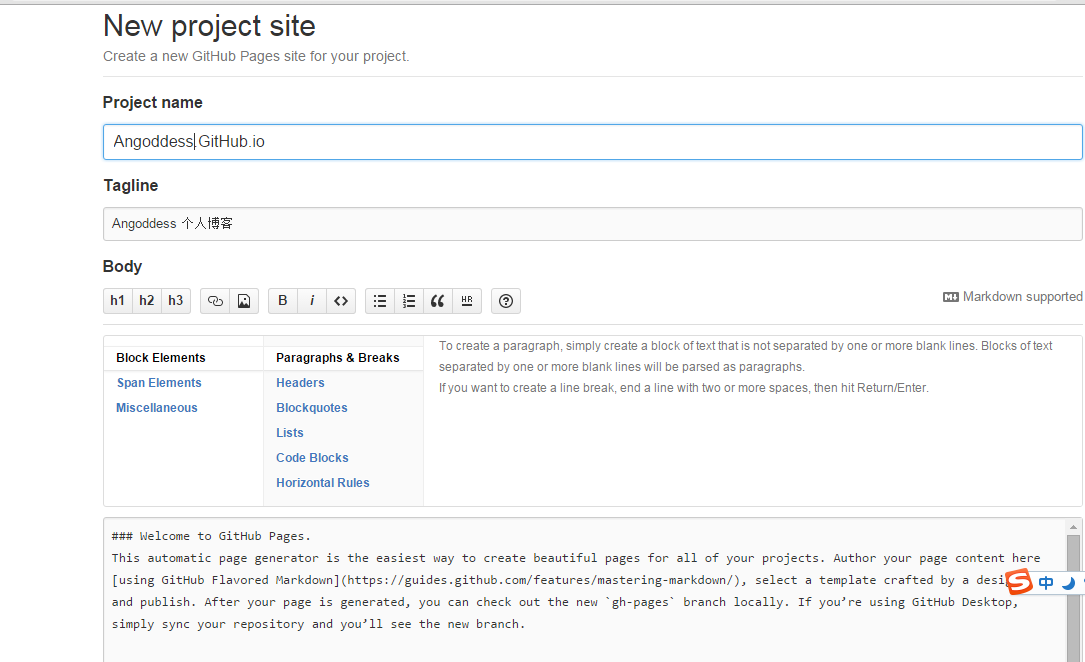 New project site
Create a new GitHub Pages site for your project.
Project name
Angoddess GitHub.io
Tagline
Angoddess 个人博客
Body
h1 h2 h3 B i <> HR
Markdown supported
Block Elements
Span Elements
Miscellaneous
Paragraphs & Breaks
Headers
Blockquotes
Lists
Code Blocks
Horizontal Rules
To create a paragraph, simply create a block of text that is not separated by one or more blank lines. Blocks of text
separated by one or more blank lines will be parsed as paragraphs.
If you want to create a line break, end a line with two or more spaces, then hit Return/Enter.
### Welcome to GitHub Pages.
This automatic page generator is the easiest way to create beautiful pages for all of your projects. Author your page content here
[using GitHub Flavored Markdown](https://guides.github.com/features/mastering-markdown/), select a template crafted by a
and publish. After your page is generated, you can check out the new `gh-pages` branch locally. If you’re using GitHub Desktop,
simply sync your repository and you’ll see the new branch.
中